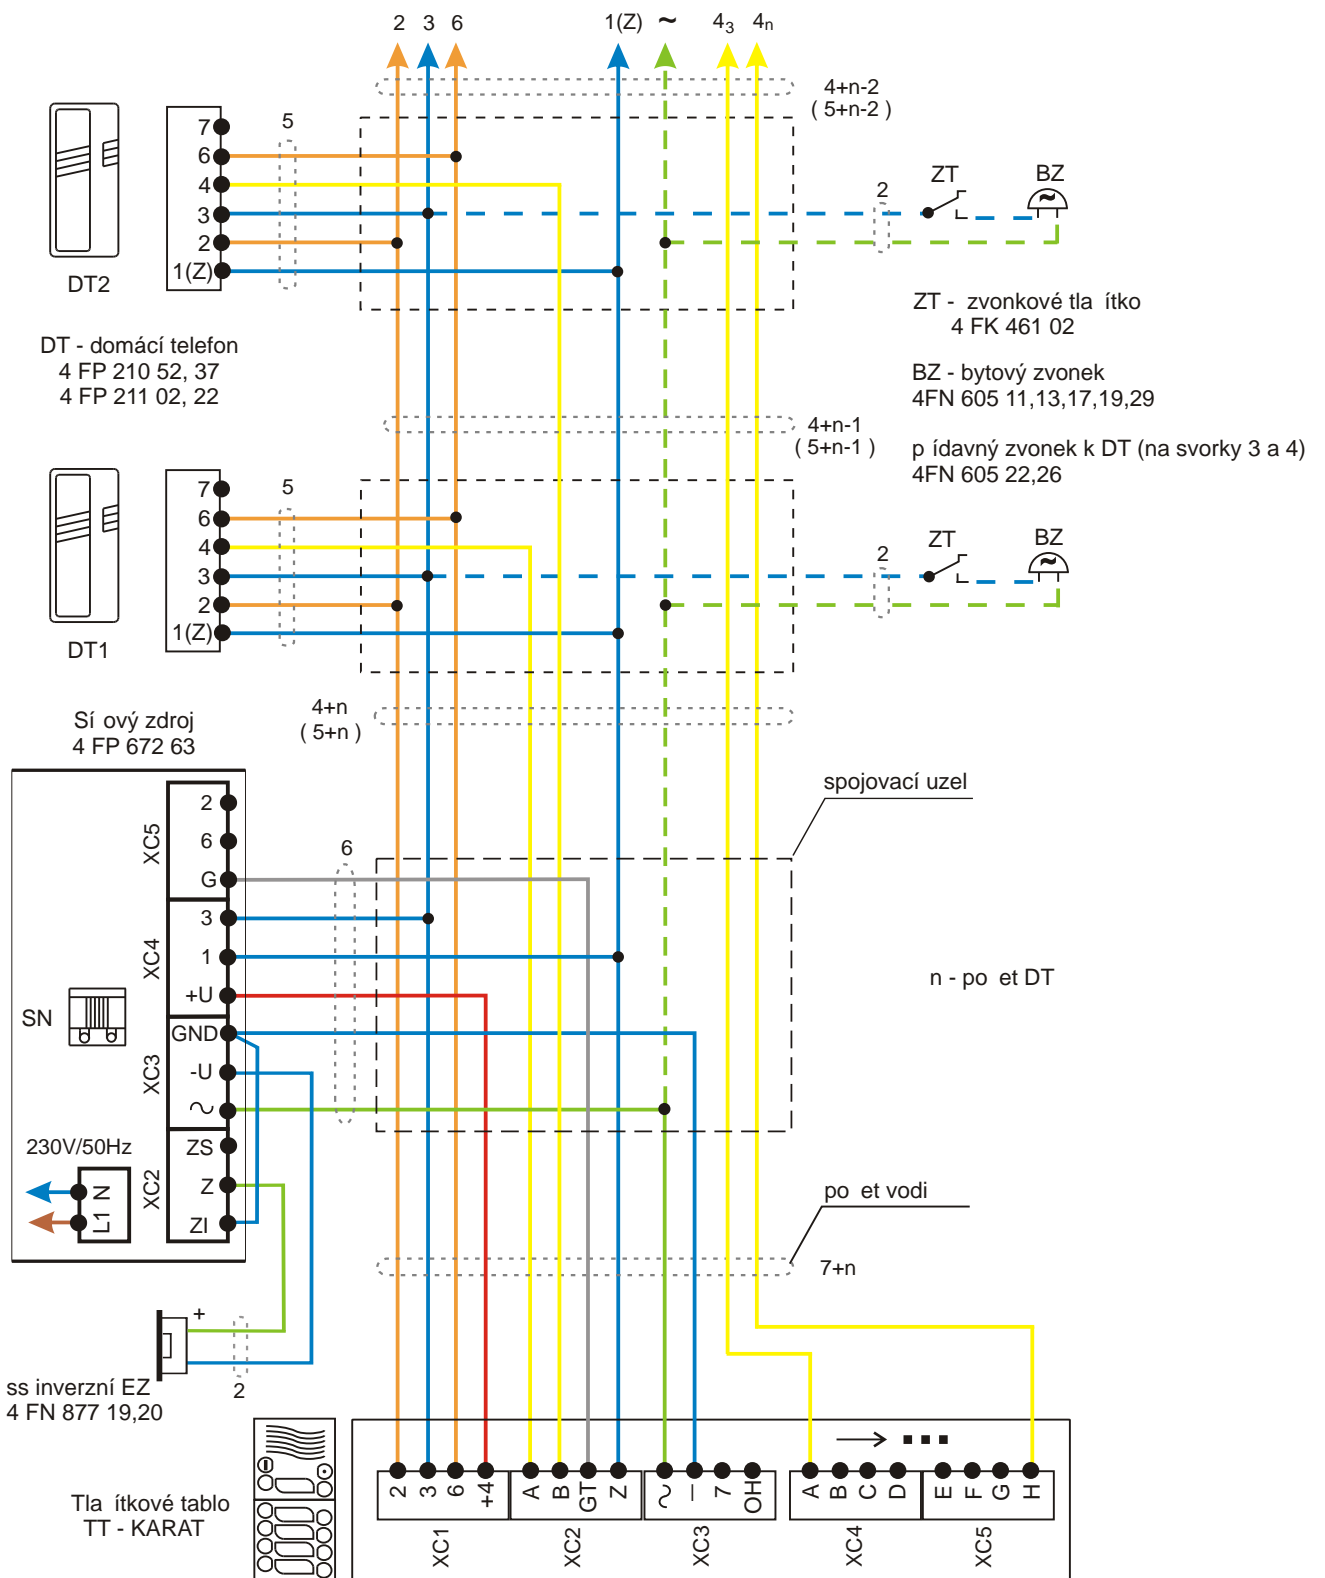 2 3 6 1(Z) ~ 4₃ 4n
4+n-2
( 5+n-2 )
7
6
4
3
2
1(Z)
5
DT2
2
ZT
BZ
ZT - zvonkové tla ítko
4 FK 461 02
DT - domácí telefon
4 FP 210 52, 37
4 FP 211 02, 22
BZ - bytový zvonek
4FN 605 11,13,17,19,29
4+n-1
( 5+n-1 )
p ídavný zvonek k DT (na svorky 3 a 4)
4FN 605 22,26
7
6
4
3
2
1(Z)
5
DT1
2
ZT
BZ
4+n
( 5+n )
Sí ový zdroj
4 FP 672 63
spojovací uzel
XC5
2
6
G
6
XC4
3
1
+U
n - po et DT
SN
XC3
GND
-U
~
230V/50Hz
XC2
ZS
Z
ZI
L1 N
po et vodi
7+n
+
2
ss inverzní EZ
4 FN 877 19,20
Tla ítkové tablo
TT - KARAT
2 3 6 +4 A B GT Z ~ – 7 OH A B C D E F G H
XC1 XC2 XC3 XC4 XC5